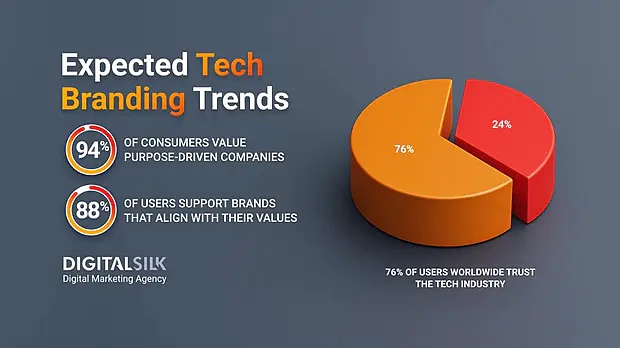 Expected Tech
Branding Trends
94%
OF CONSUMERS VALUE
PURPOSE-DRIVEN COMPANIES
88%
OF USERS SUPPORT BRANDS
THAT ALIGN WITH THEIR VALUES
DIGITALSILK
Digital Marketing Agency
76%
24%
76% OF USERS WORLDWIDE TRUST
THE TECH INDUSTRY